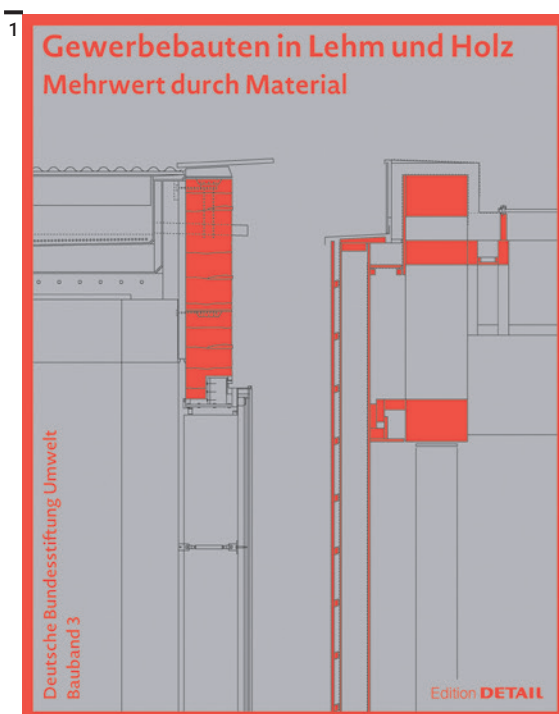 1
Gewerbebauten in Lehm und Holz
Mehrwert durch Material
Deutsche Bundesstiftung Umwelt
Bauband 3
Edition DETAIL